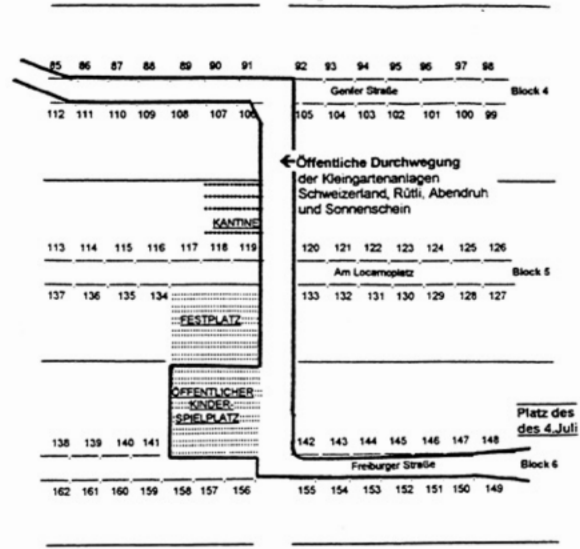 85 86 87 88 89 90 91 92 93 94 95 96 97 98
Genfer Straße Block 4
112 111 110 109 108 107 106 105 104 103 102 101 100 99
←Öffentliche Durchwegung
der Kleingartenanlagen
Schweizerland, Rütli, Abendruh
und Sonnenschein
KANTINE
113 114 115 116 117 118 119 120 121 122 123 124 125 126
Am Locarnoplatz Block 5
137 136 135 134 133 132 131 130 129 128 127
FESTPLATZ
ÖFFENTLICHER
KINDER-
SPIELPLATZ
Platz des
des 4.Juli
138 139 140 141 142 143 144 145 146 147 148
Freiburger Straße Block 6
162 161 160 159 158 157 156 155 154 153 152 151 150 149